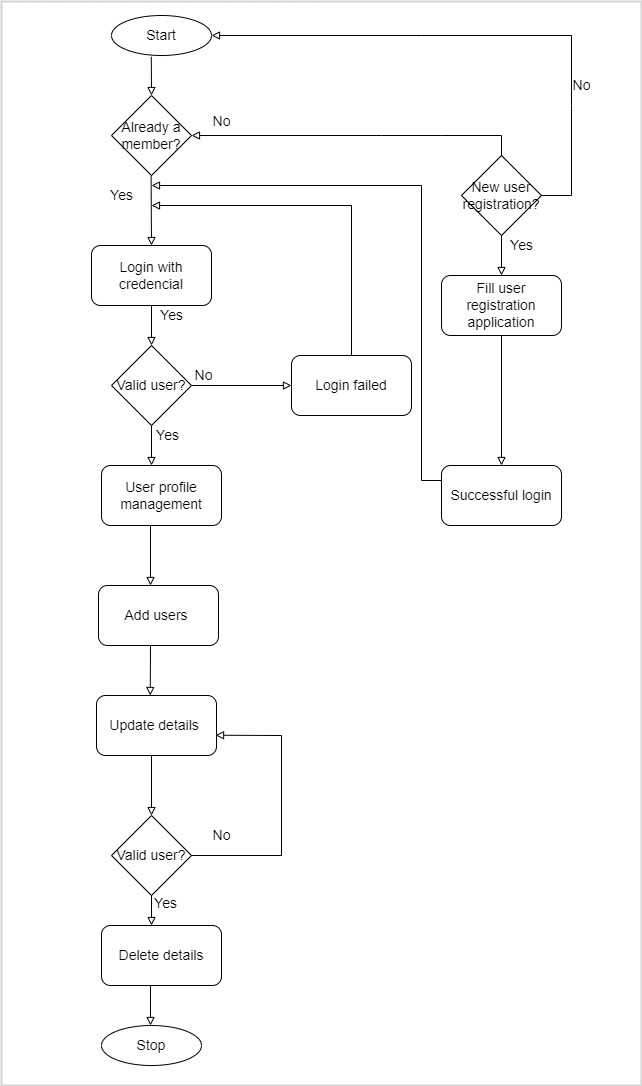 Start
No
No
Already a
member?
New user
registration?
Yes
Yes
Login with
credencial
Fill user
registration
application
Yes
No
Valid user?
Login failed
Yes
User profile
management
Successful login
Add users
Update details
No
Valid user?
Yes
Delete details
Stop